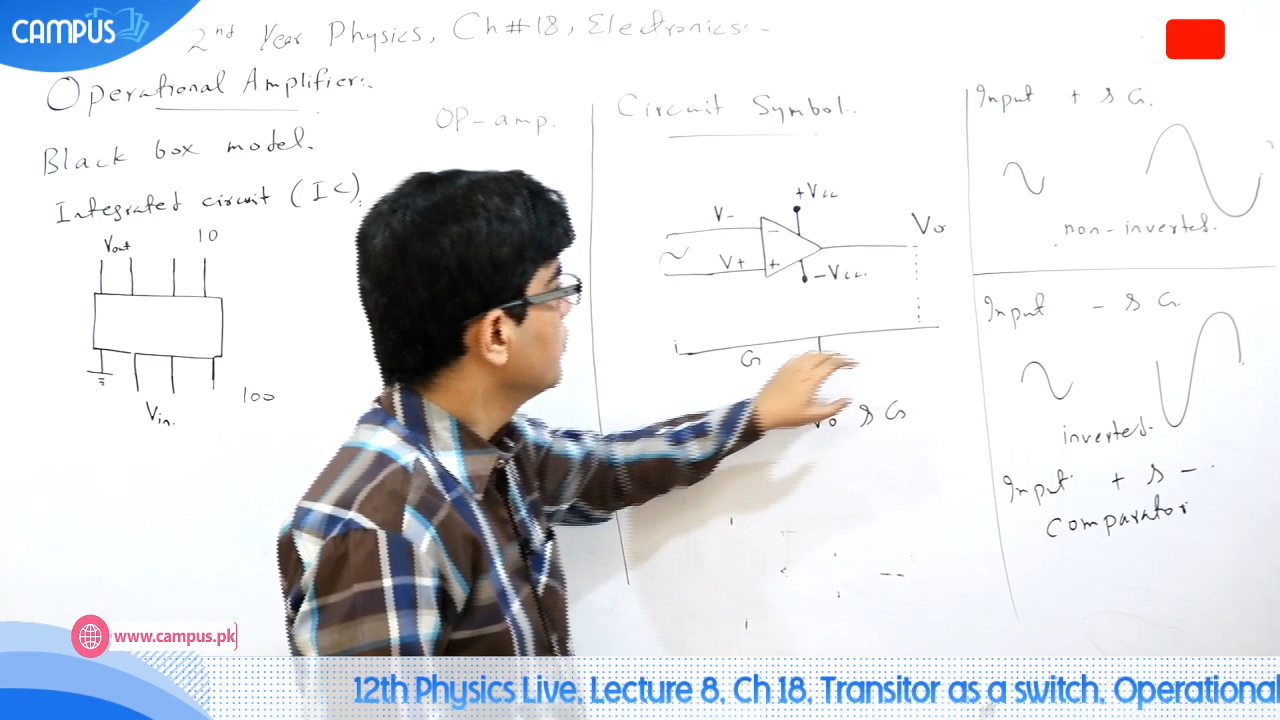 CAMPUS
2nd Year Physics, Ch #18, Electronics:-
Operational Amplifier:.
OP-amp.
Black box model.
Integrated circuit (IC).
Vout
10
Vin.
100
Circuit Symbol.
+Vcc
V-
-
V+
+
-Vcc.
Vo
G
Vo & G
Input + & G.
non-inverted.
Input - & G.
inverted.
Input + & -
Comparator
www.campus.pk
12th Physics Live, Lecture 8, Ch 18, Transitor as a switch, Operational